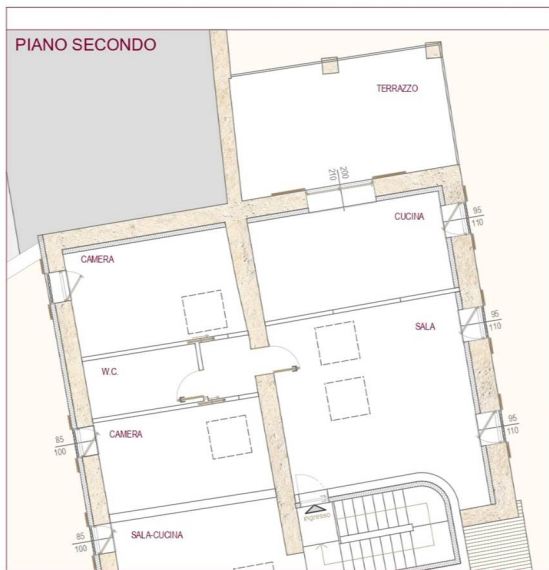 PIANO SECONDO
TERRAZZO
200
210
CUCINA
95
110
CAMERA
95
110
SALA
W.C.
95
110
CAMERA
85
100
ingresso
SALA-CUCINA
85
100